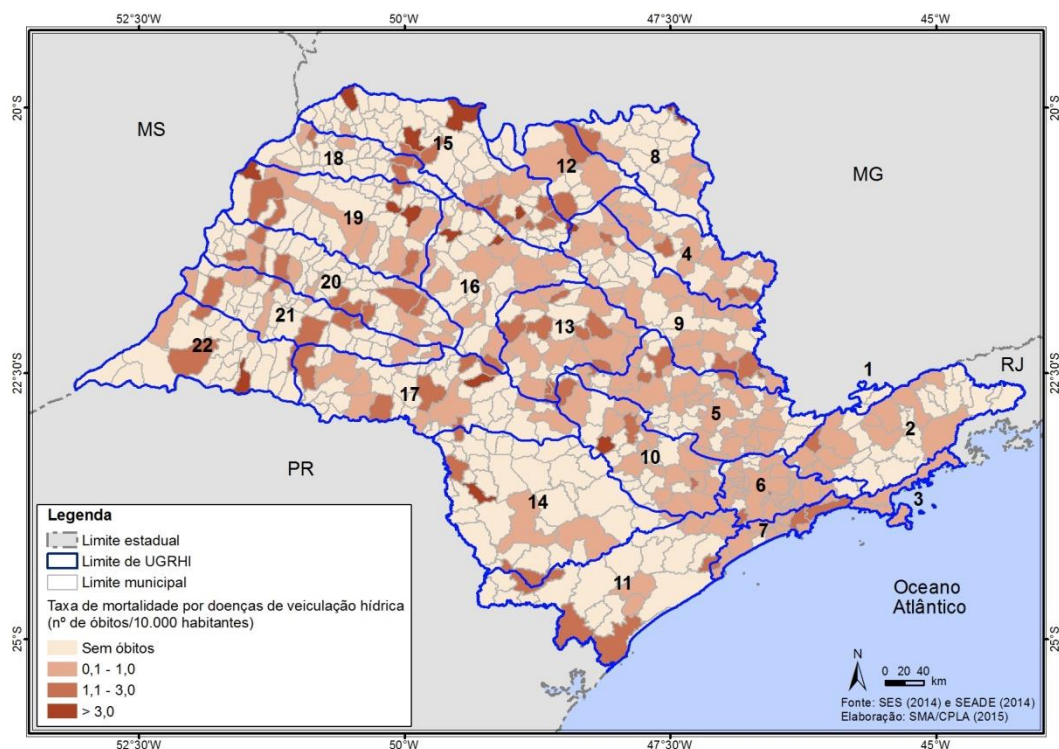 52°30'W
50°W
47°30'W
45°W
20°S
20°S
MS
15
18
12
8
MG
19
4
16
20
13
9
21
22
1
RJ
22°30'S
22°30'S
17
5
2
10
6
3
PR
14
7
11
Oceano
Atlântico
25°S
25°S
Legenda
Limite estadual
Limite de UGRHI
Limite municipal
Taxa de mortalidade por doenças de veiculação hídrica
(nº de óbitos/10.000 habitantes)
Sem óbitos
0,1 - 1,0
1,1 - 3,0
> 3,0
N
0 20 40
km
Fonte: SES (2014) e SEADE (2014)
Elaboração: SMA/CPLA (2015)
52°30'W
50°W
47°30'W
45°W